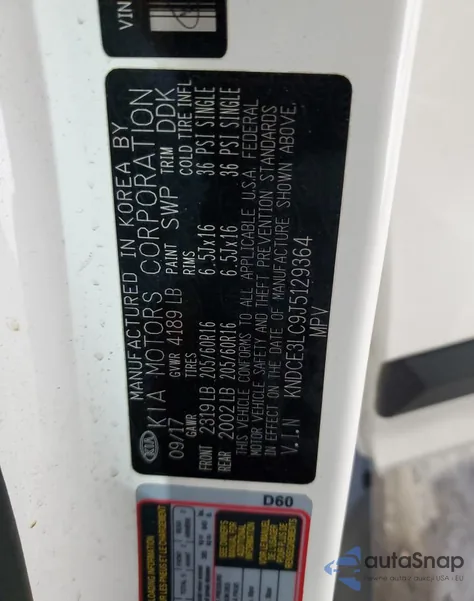 VIN
MANUFACTURED IN KOREA BY
KIA KIA MOTORS CORPORATION
09/17 GVWR 4189 LB PAINT SWP TRIM DDK
GAWR TIRES RIMS COLD TIRE INFL
FRONT 2319 LB 205/60R16 6.5Jx16 36 PSI SINGLE
REAR 2002 LB 205/60R16 6.5Jx16 36 PSI SINGLE
THIS VEHICLE CONFORMS TO ALL APPLICABLE U.S.A. FEDERAL
MOTOR VEHICLE SAFETY AND THEFT PREVENTION STANDARDS
IN EFFECT ON THE DATE OF MANUFACTURE SHOWN ABOVE.
V.I.N KNDCE3LC9J5129364
MPV
D60
LOADING INFORMATION
autoSnap